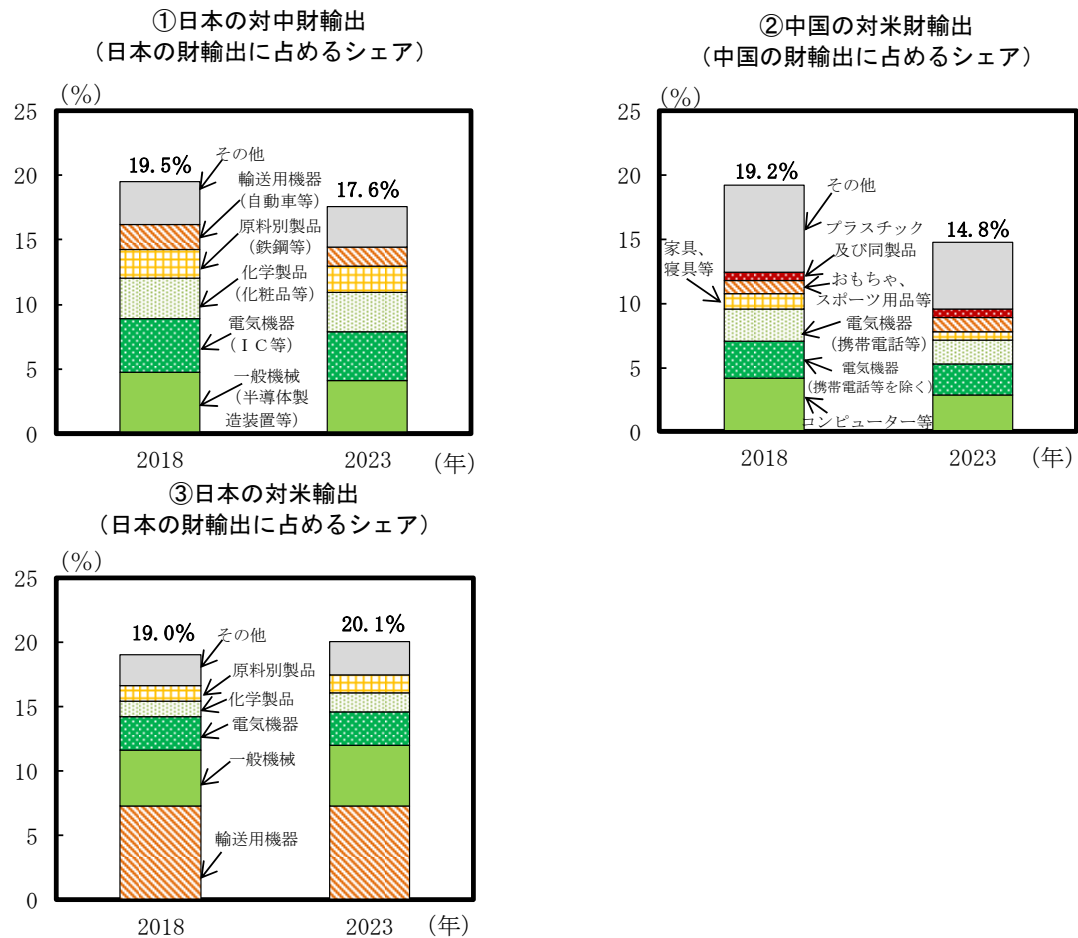 ①日本の対中財輸出
（日本の財輸出に占めるシェア）
（%）
25
20
15
10
5
0
19.5%
17.6%
その他
輸送用機器
（自動車等）
原料別製品
（鉄鋼等）
化学製品
（化粧品等）
電気機器
（ＩＣ等）
一般機械
（半導体製
造装置等）
2018
2023
（年）
②中国の対米財輸出
（中国の財輸出に占めるシェア）
（%）
25
20
15
10
5
0
19.2%
14.8%
その他
プラスチック
及び同製品
家具、
寝具等
おもちゃ、
スポーツ用品等
電気機器
（携帯電話等）
電気機器
（携帯電話等を除く）
コンピューター等
2018
2023
（年）
③日本の対米輸出
（日本の財輸出に占めるシェア）
（%）
25
20
15
10
5
0
19.0%
20.1%
その他
原料別製品
化学製品
電気機器
一般機械
輸送用機器
2018
2023
（年）